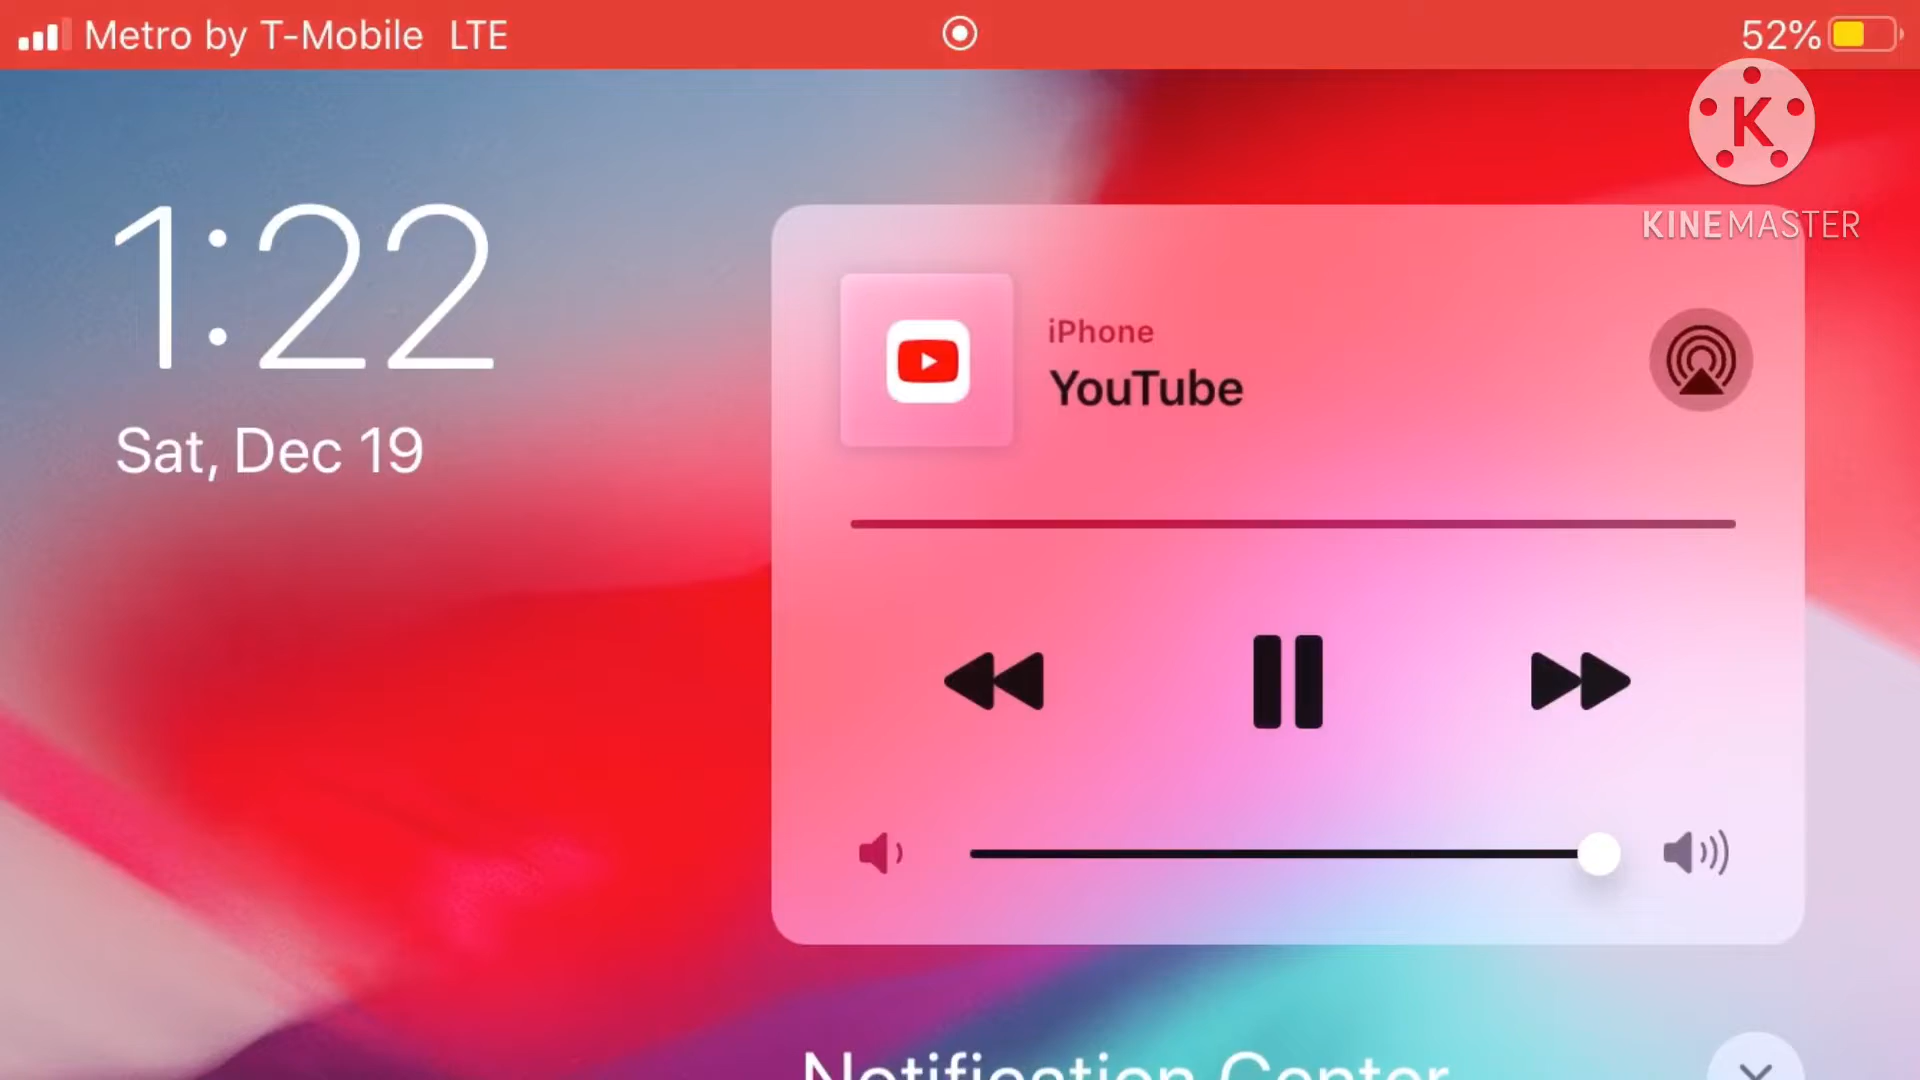 Metro by T-Mobile LTE
52%
K
KINEMASTER
1:22
Sat, Dec 19
iPhone
YouTube
Notification Center